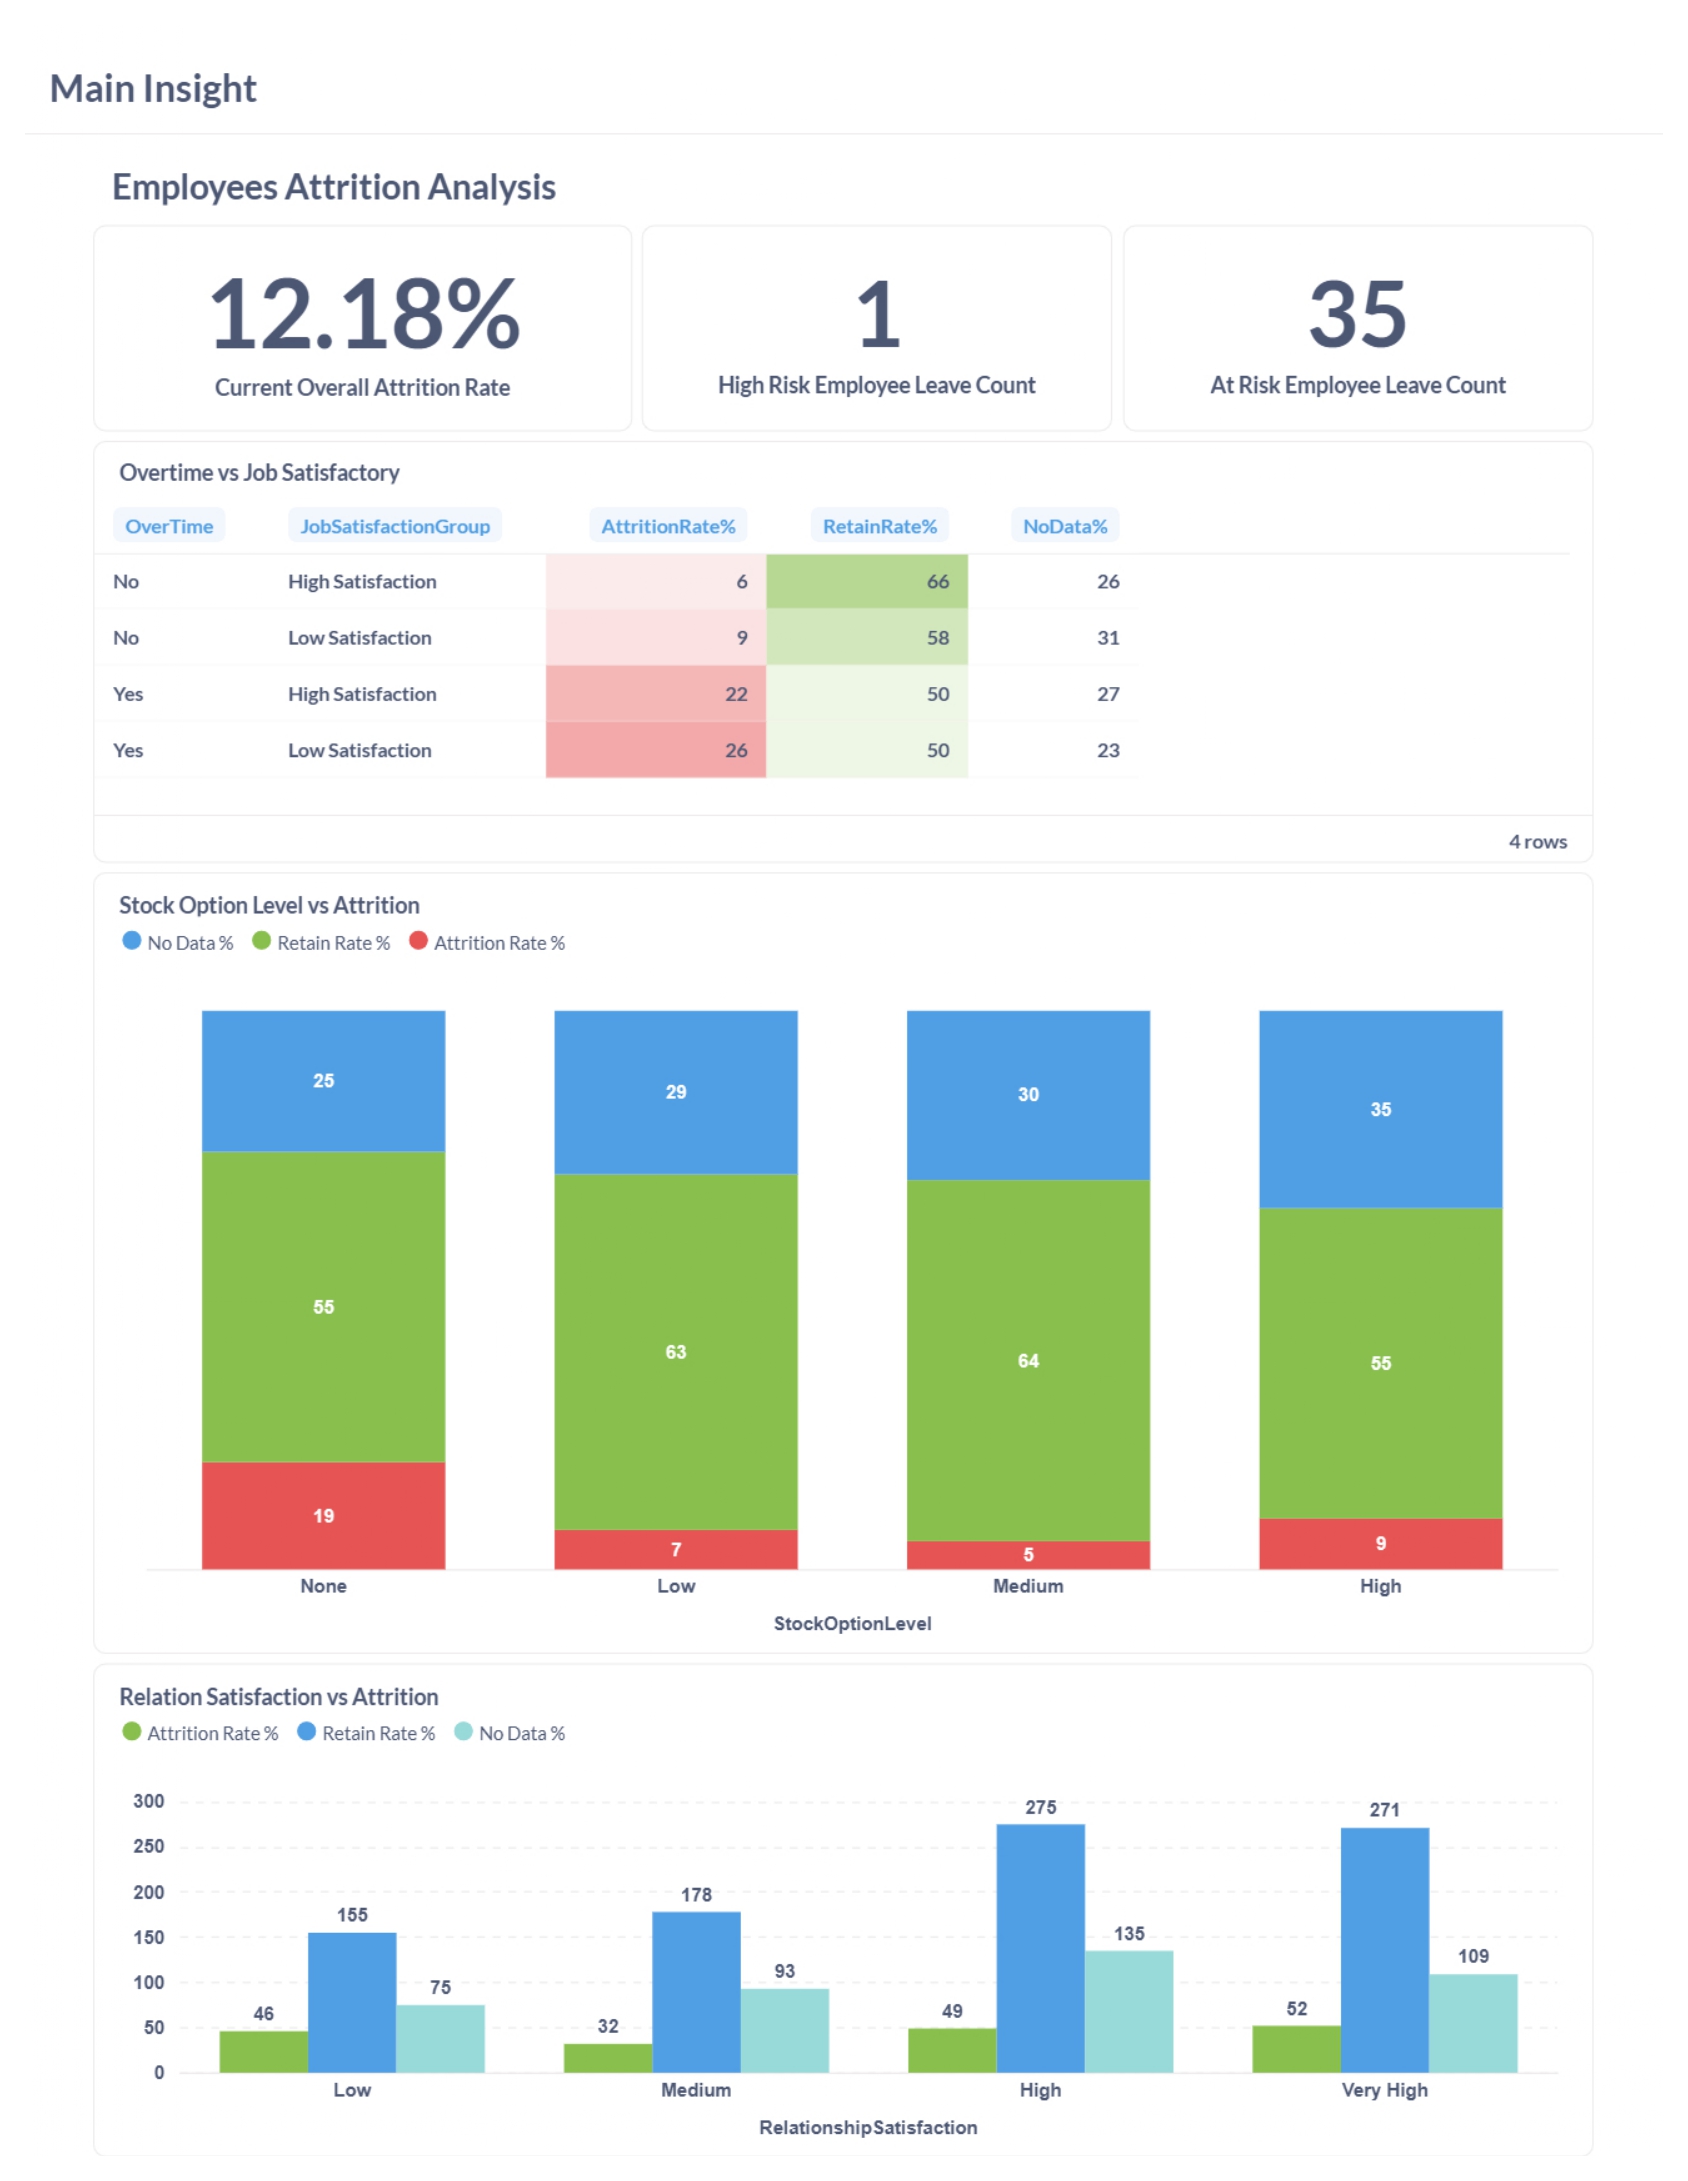 Main Insight
Employees Attrition Analysis
12.18%
Current Overall Attrition Rate
1
High Risk Employee Leave Count
35
At Risk Employee Leave Count
Overtime vs Job Satisfactory
OverTime JobSatisfactionGroup AttritionRate% RetainRate% NoData%
No High Satisfaction 6 66 26
No Low Satisfaction 9 58 31
Yes High Satisfaction 22 50 27
Yes Low Satisfaction 26 50 23
4 rows
Stock Option Level vs Attrition
No Data % Retain Rate % Attrition Rate %
25 29 30 35
55 63 64 55
19 7 5 9
None Low Medium High
StockOptionLevel
Relation Satisfaction vs Attrition
Attrition Rate % Retain Rate % No Data %
300
250
200
150
100
50
0
46 155 75
32 178 93
49 275 135
52 271 109
Low Medium High Very High
RelationshipSatisfaction